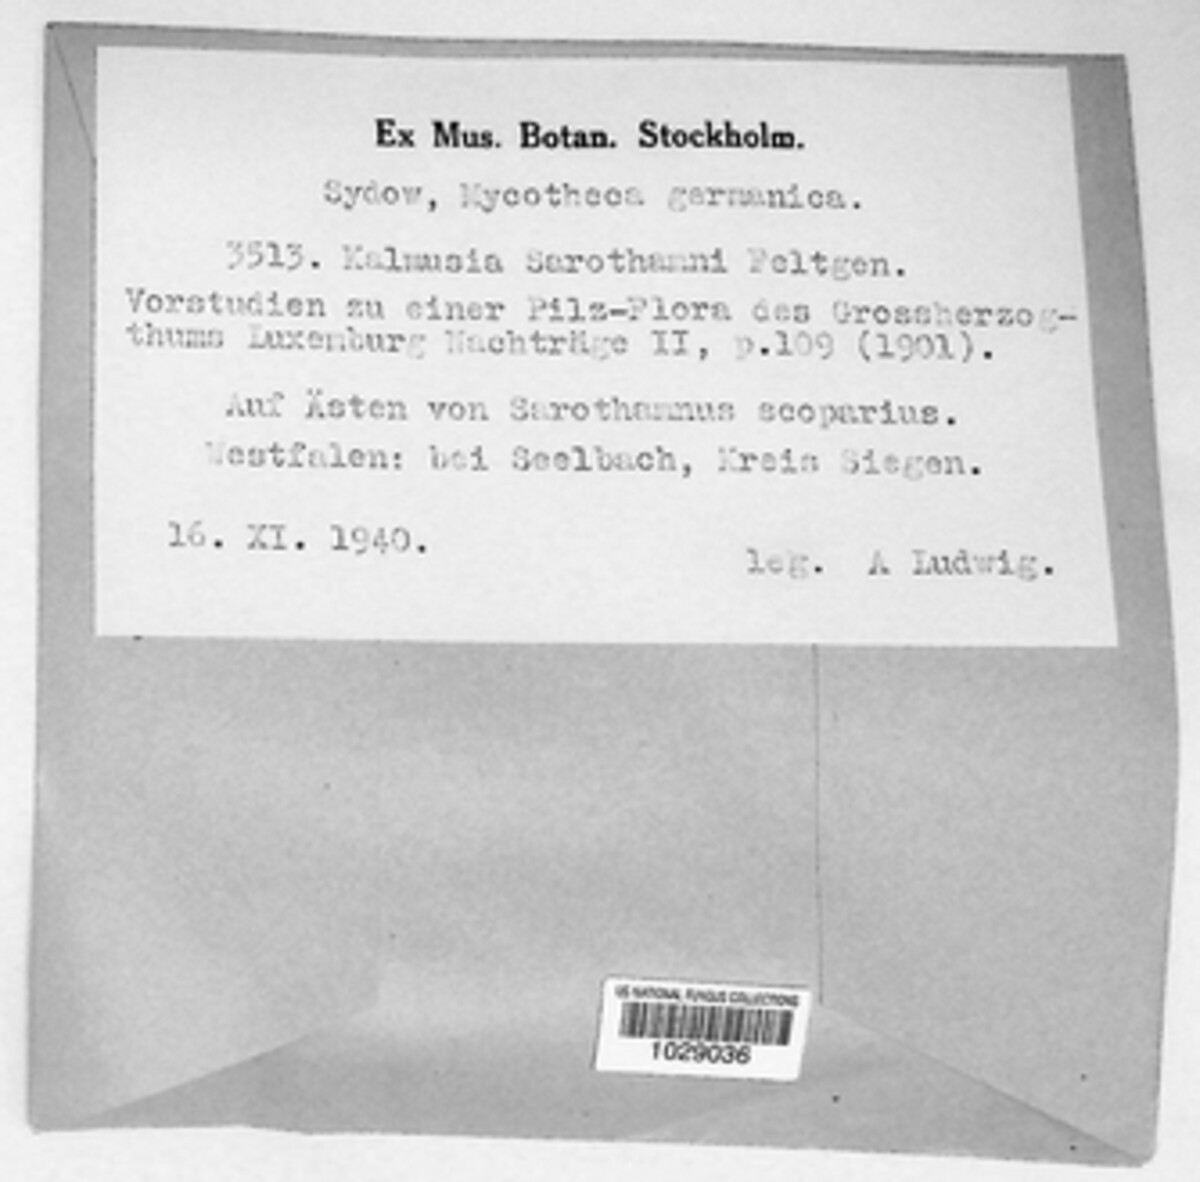 Ex Mus. Botan. Stockholm.
Sydow, Mycotheca germanica.
3513. Kalmusia Sarothamni Feltgen.
Vorstudien zu einer Pilz-Flora des Grossherzog-
thums Luxenburg Nachträge II, p.109 (1901).
Auf Ästen von Sarothamnus scoparius.
Westfalen: bei Seelbach, Kreis Siegen.
16. XI. 1940.
leg. A Ludwig.
US NATIONAL FUNGUS COLLECTIONS
1029036